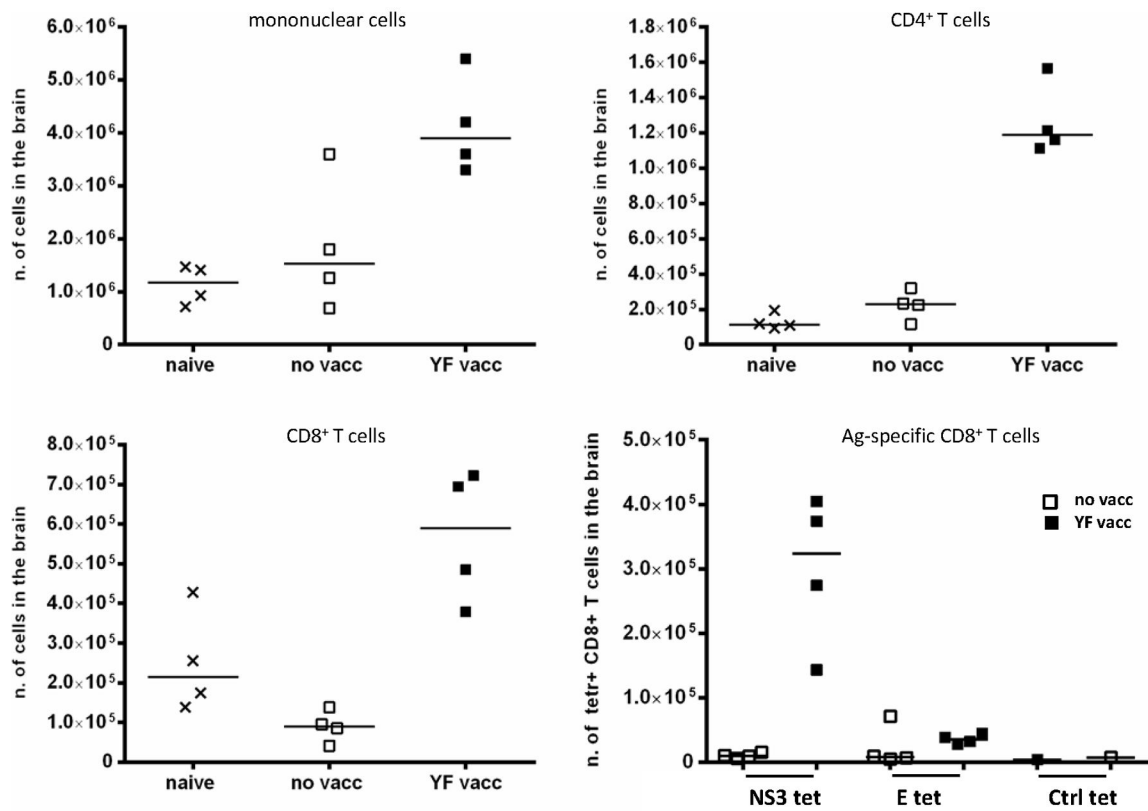 mononuclear cells
n. of cells in the brain
6.0×10⁶
5.0×10⁶
4.0×10⁶
3.0×10⁶
2.0×10⁶
1.0×10⁶
0
naive no vacc YF vacc
CD4⁺ T cells
n. of cells in the brain
1.8×10⁶
1.6×10⁶
1.4×10⁶
1.2×10⁶
1.0×10⁶
8.0×10⁵
6.0×10⁵
4.0×10⁵
2.0×10⁵
0
naive no vacc YF vacc
CD8⁺ T cells
n. of cells in the brain
8.0×10⁵
7.0×10⁵
6.0×10⁵
5.0×10⁵
4.0×10⁵
3.0×10⁵
2.0×10⁵
1.0×10⁵
0
naive no vacc YF vacc
Ag-specific CD8⁺ T cells
n. of tetr+ CD8+ T cells in the brain
5.0×10⁵
4.0×10⁵
3.0×10⁵
2.0×10⁵
1.0×10⁵
0
no vacc
YF vacc
NS3 tet E tet Ctrl tet